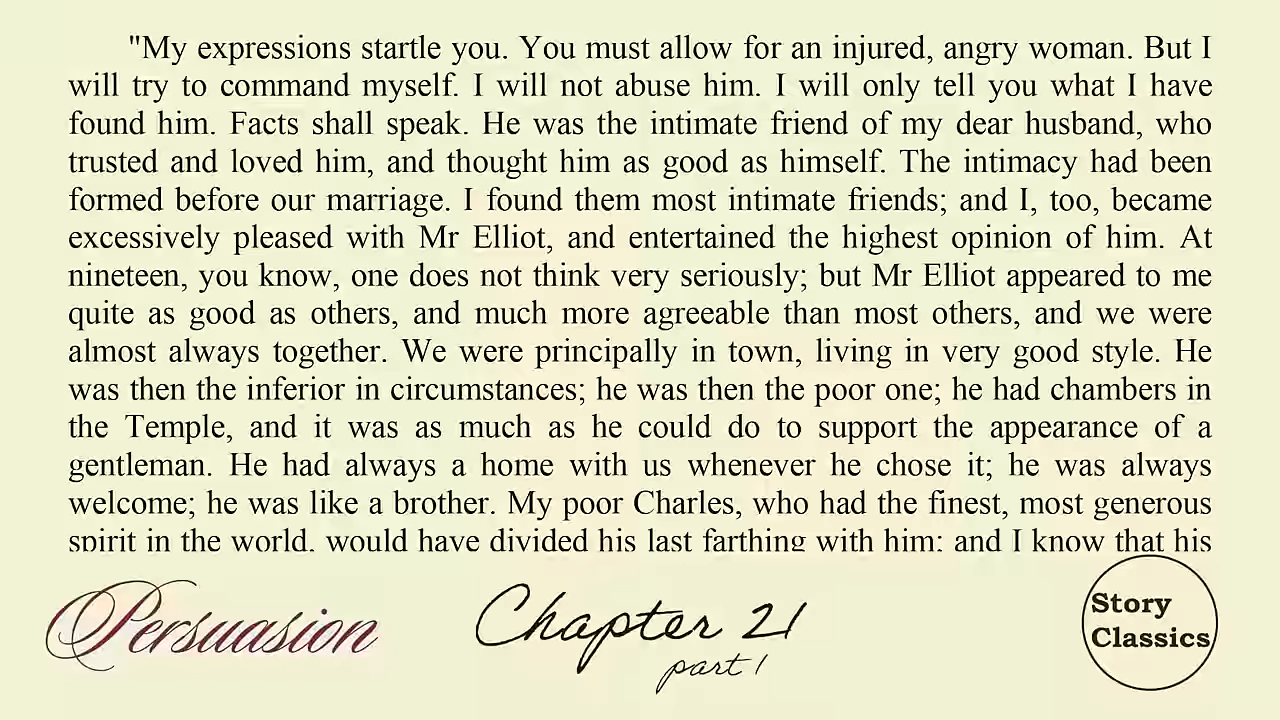 "My expressions startle you. You must allow for an injured, angry woman. But I
will try to command myself. I will not abuse him. I will only tell you what I have
found him. Facts shall speak. He was the intimate friend of my dear husband, who
trusted and loved him, and thought him as good as himself. The intimacy had been
formed before our marriage. I found them most intimate friends; and I, too, became
excessively pleased with Mr Elliot, and entertained the highest opinion of him. At
nineteen, you know, one does not think very seriously; but Mr Elliot appeared to me
quite as good as others, and much more agreeable than most others, and we were
almost always together. We were principally in town, living in very good style. He
was then the inferior in circumstances; he was then the poor one; he had chambers in
the Temple, and it was as much as he could do to support the appearance of a
gentleman. He had always a home with us whenever he chose it; he was always
welcome; he was like a brother. My poor Charles, who had the finest, most generous
spirit in the world, would have divided his last farthing with him; and I know that his
Persuasion
Chapter 21
part 1
Story
Classics